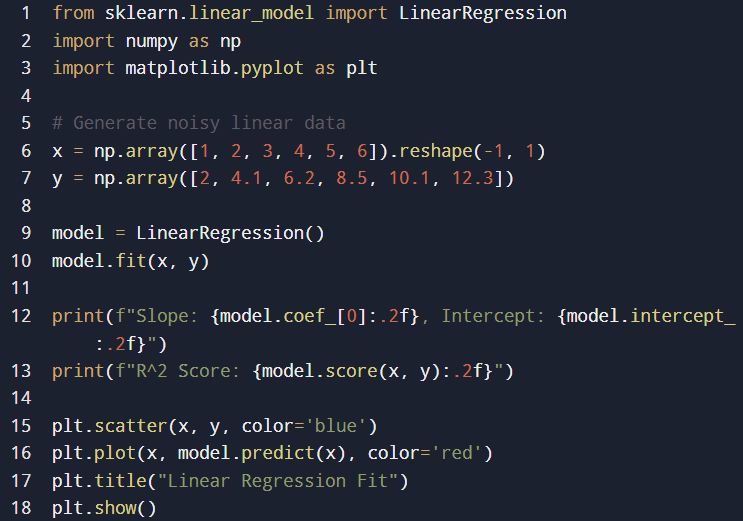 1 from sklearn.linear_model import LinearRegression
2 import numpy as np
3 import matplotlib.pyplot as plt
4
5 # Generate noisy linear data
6 x = np.array([1, 2, 3, 4, 5, 6]).reshape(-1, 1)
7 y = np.array([2, 4.1, 6.2, 8.5, 10.1, 12.3])
8
9 model = LinearRegression()
10 model.fit(x, y)
11
12 print(f"Slope: {model.coef_[0]:.2f}, Intercept: {model.intercept_
:.2f}")
13 print(f"R^2 Score: {model.score(x, y):.2f}")
14
15 plt.scatter(x, y, color='blue')
16 plt.plot(x, model.predict(x), color='red')
17 plt.title("Linear Regression Fit")
18 plt.show()